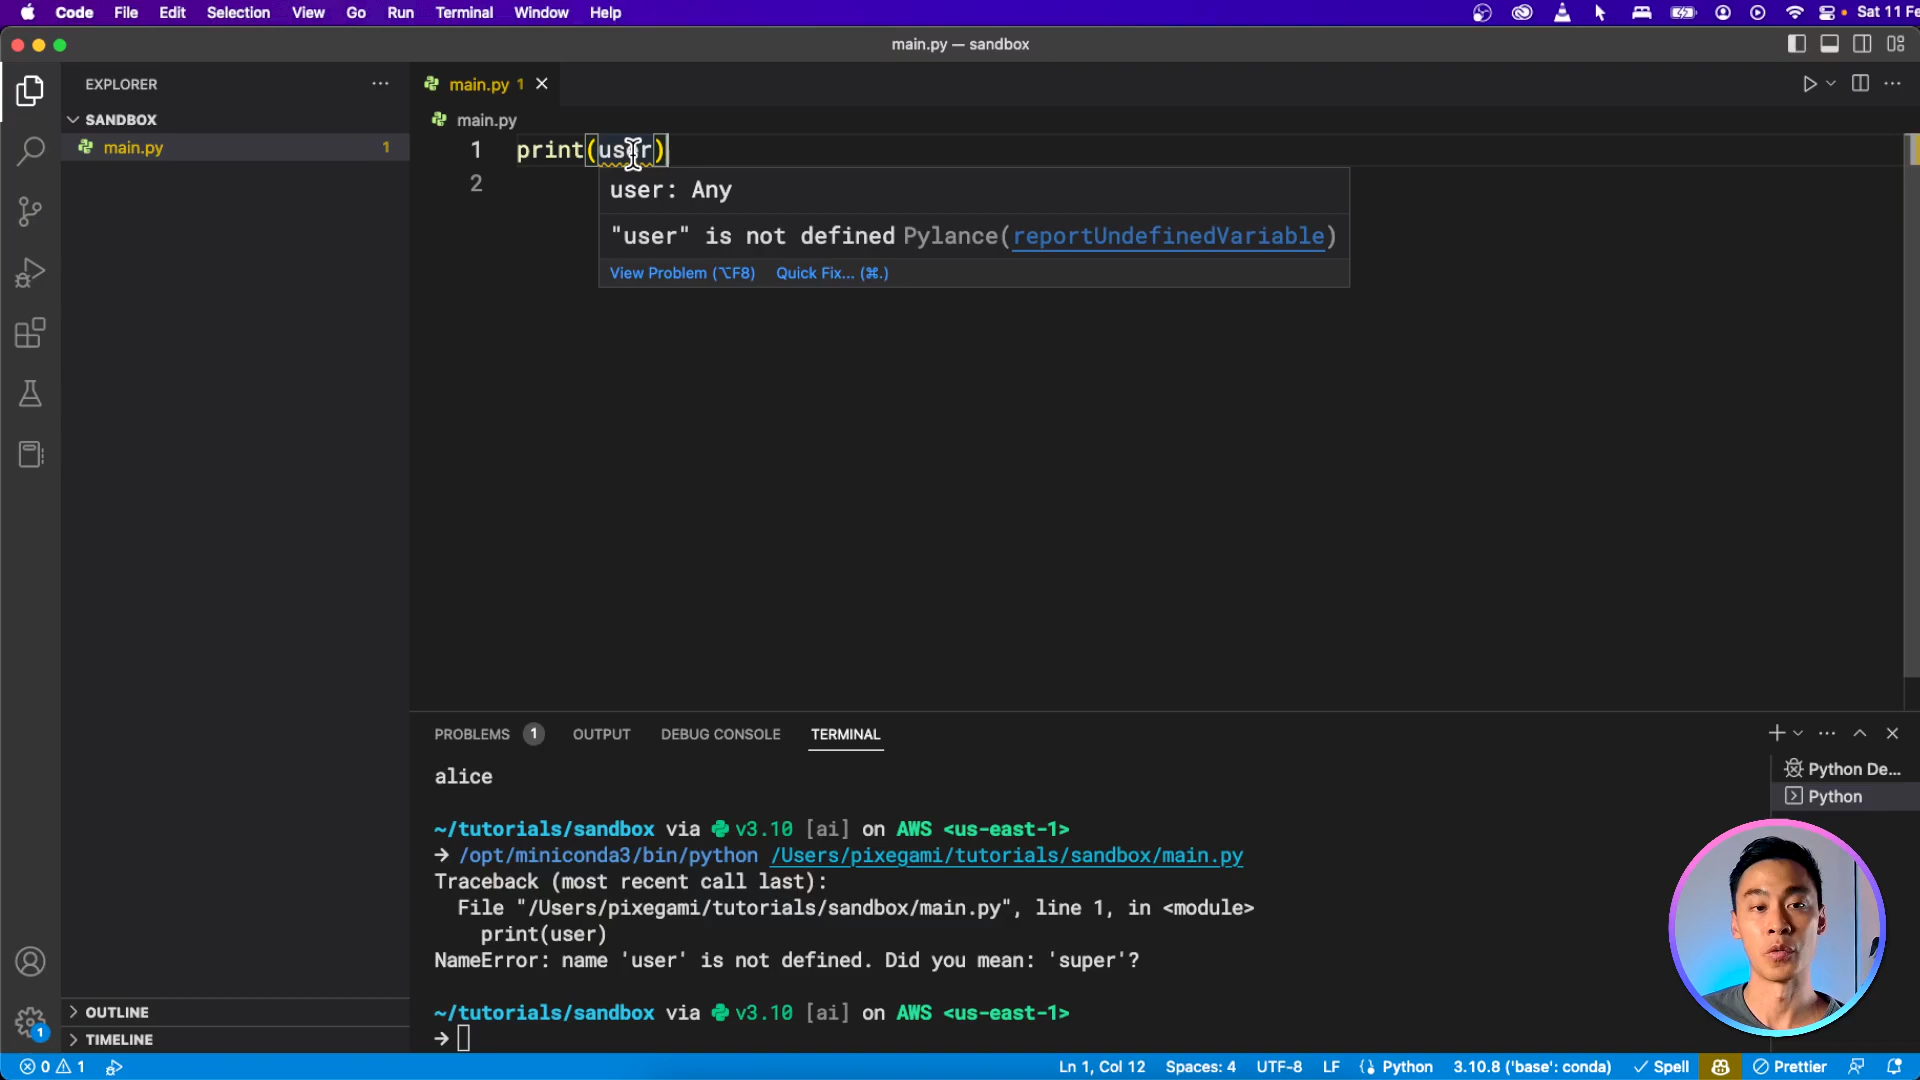 Code File Edit Selection View Go Run Terminal Window Help Sat 11 Fe
main.py — sandbox
EXPLORER
main.py 1
SANDBOX
main.py
main.py 1
1 print(user)
2
user: Any
"user" is not defined Pylance(reportUndefinedVariable)
View Problem (⌥F8) Quick Fix... (⌘.)
PROBLEMS 1 OUTPUT DEBUG CONSOLE TERMINAL
alice
Python De...
Python
~/tutorials/sandbox via v3.10 [ai] on AWS <us-east-1>
→ /opt/miniconda3/bin/python /Users/pixegami/tutorials/sandbox/main.py
Traceback (most recent call last):
File "/Users/pixegami/tutorials/sandbox/main.py", line 1, in <module>
print(user)
NameError: name 'user' is not defined. Did you mean: 'super'?
~/tutorials/sandbox via v3.10 [ai] on AWS <us-east-1>
→
OUTLINE
TIMELINE
1
0 1 Ln 1, Col 12 Spaces: 4 UTF-8 LF Python 3.10.8 ('base': conda) Spell Prettier